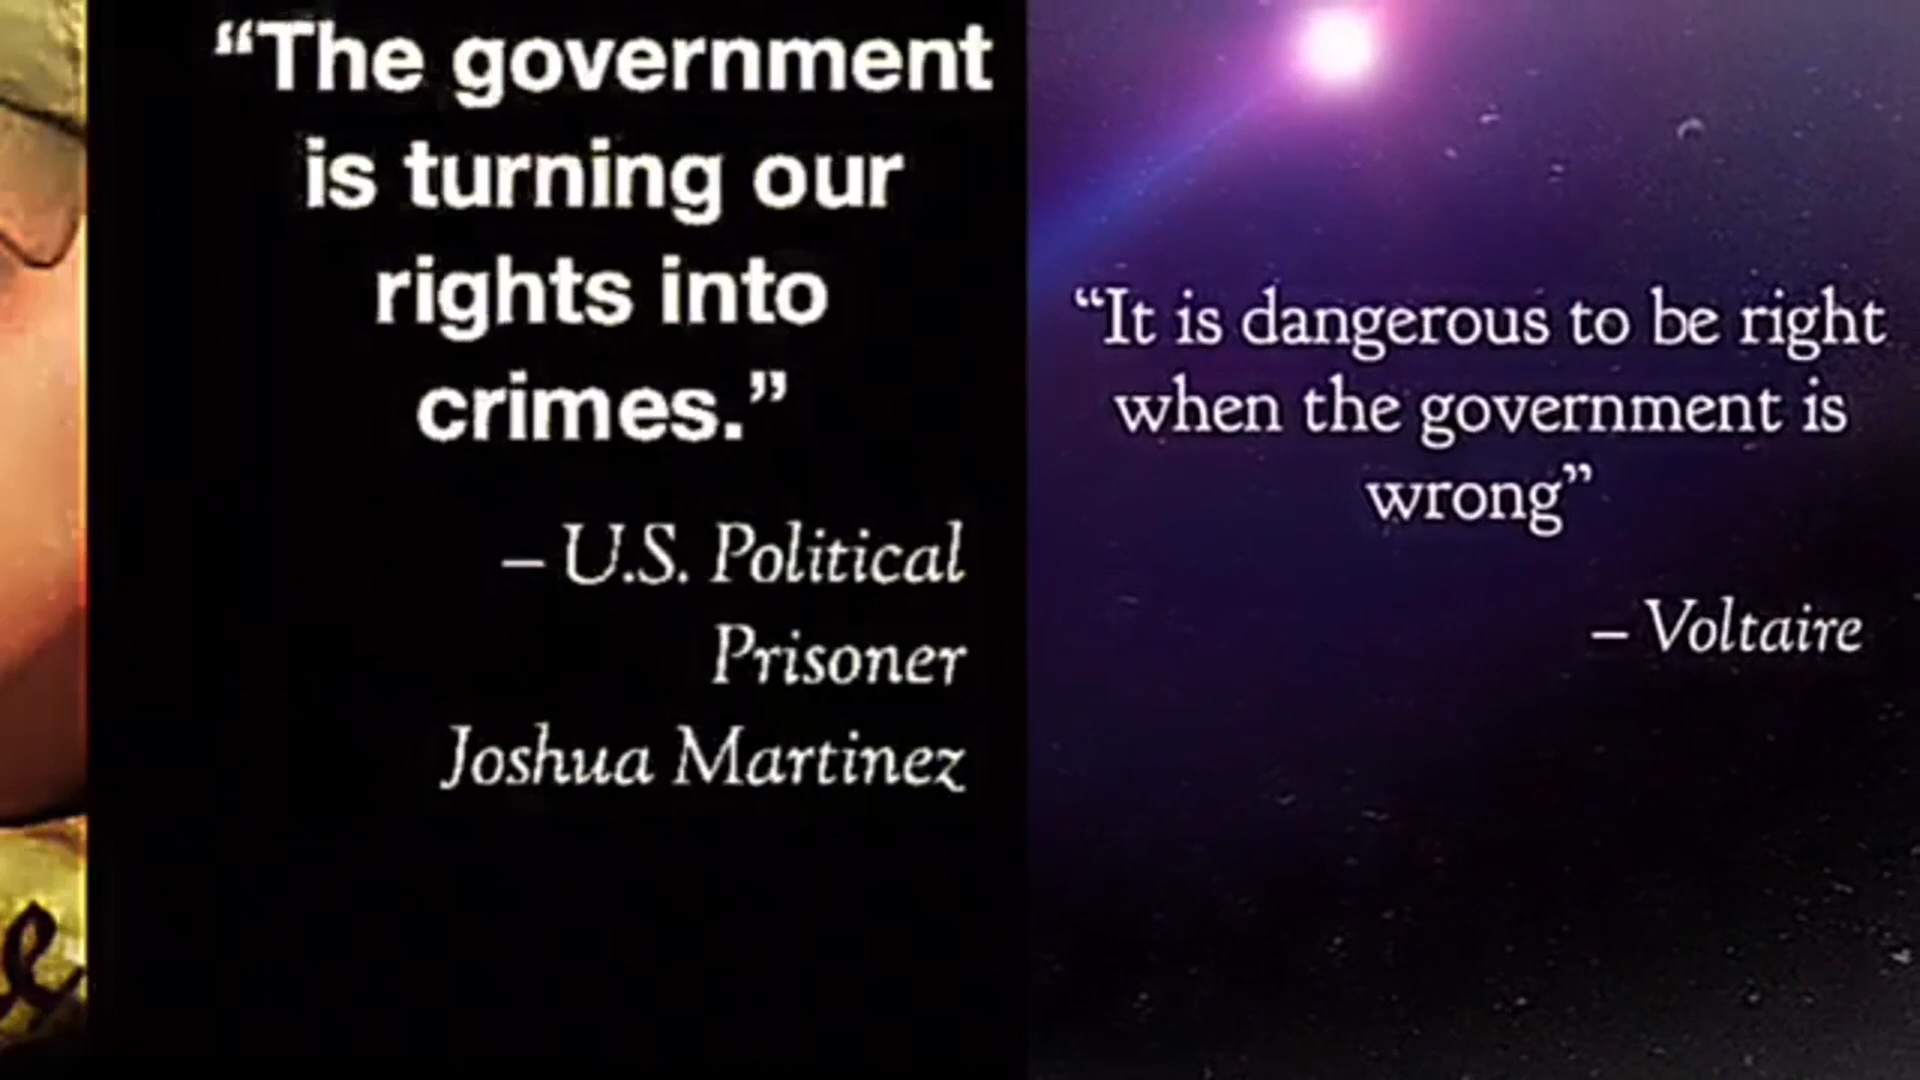 “The government
is turning our
rights into
crimes.”
– U.S. Political
Prisoner
Joshua Martinez
“It is dangerous to be right
when the government is
wrong”
– Voltaire